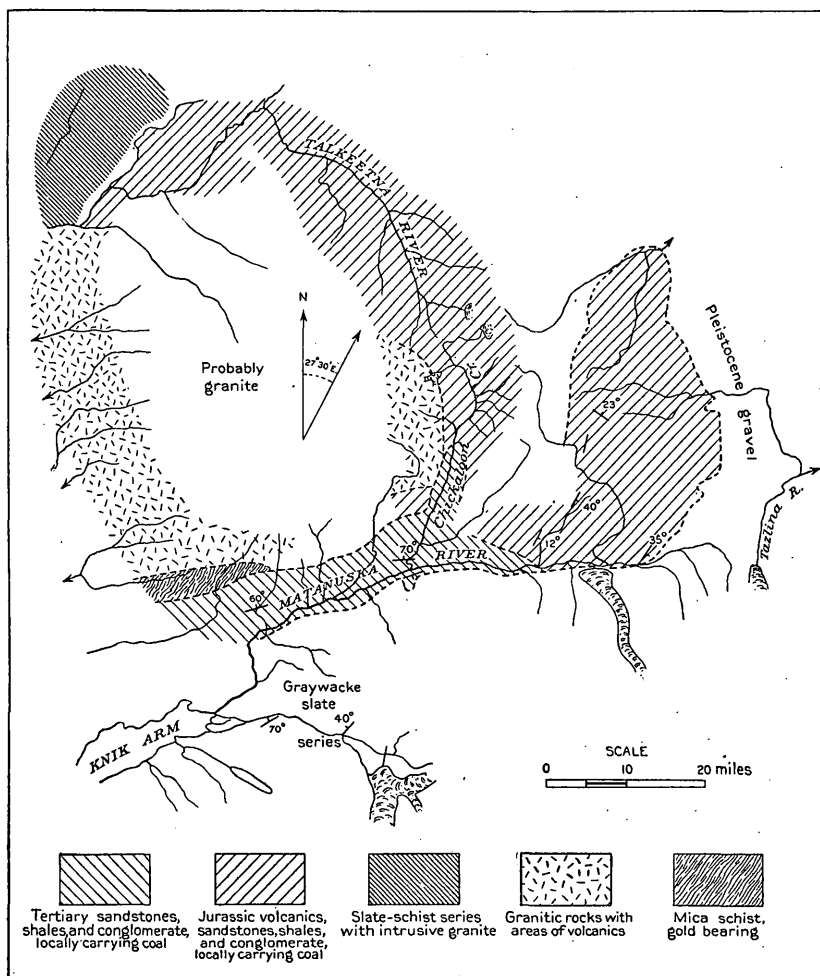 TALKEETNA
RIVER
N
27°30'E.
Probably
granite
Pleistocene
gravel
Cr.
Chickaloon
23°
40°
35°
12°
70°
RIVER
MATANUSKA
60°
Tazlina R.
Graywacke
slate
series
40°
70°
KNIK ARM
SCALE
0 10 20 miles
Tertiary sandstones,
shales, and conglomerate,
locally carrying coal
Jurassic volcanics,
sandstones, shales,
and conglomerate,
locally carrying coal
Slate-schist series
with intrusive granite
Granitic rocks with
areas of volcanics
Mica schist,
gold bearing